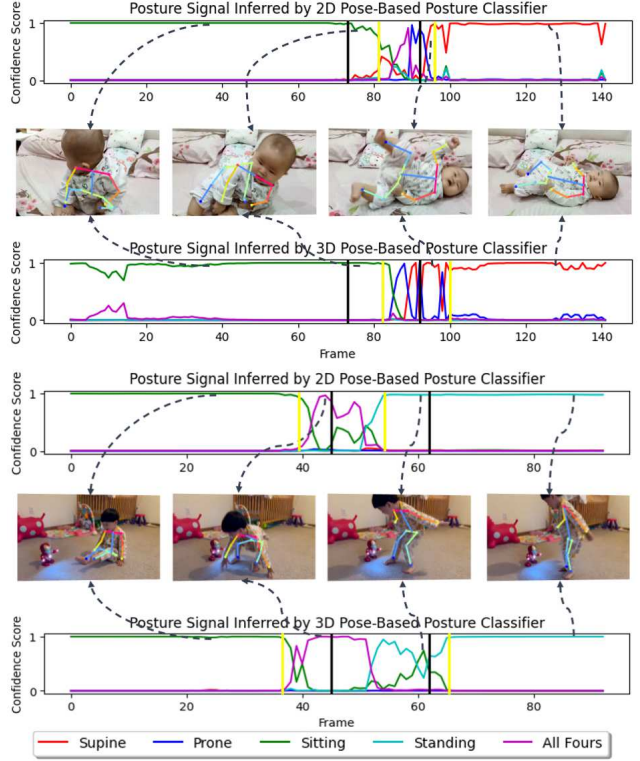 Posture Signal Inferred by 2D Pose-Based Posture Classifier
Confidence Score
1
0
0 20 40 60 80 100 120 140
Posture Signal Inferred by 3D Pose-Based Posture Classifier
Confidence Score
1
0
0 20 40 60 80 100 120 140
Frame
Posture Signal Inferred by 2D Pose-Based Posture Classifier
Confidence Score
1
0
0 20 40 60 80
Posture Signal Inferred by 3D Pose-Based Posture Classifier
Confidence Score
1
0
0 20 40 60 80
Frame
Supine Prone Sitting Standing All Fours